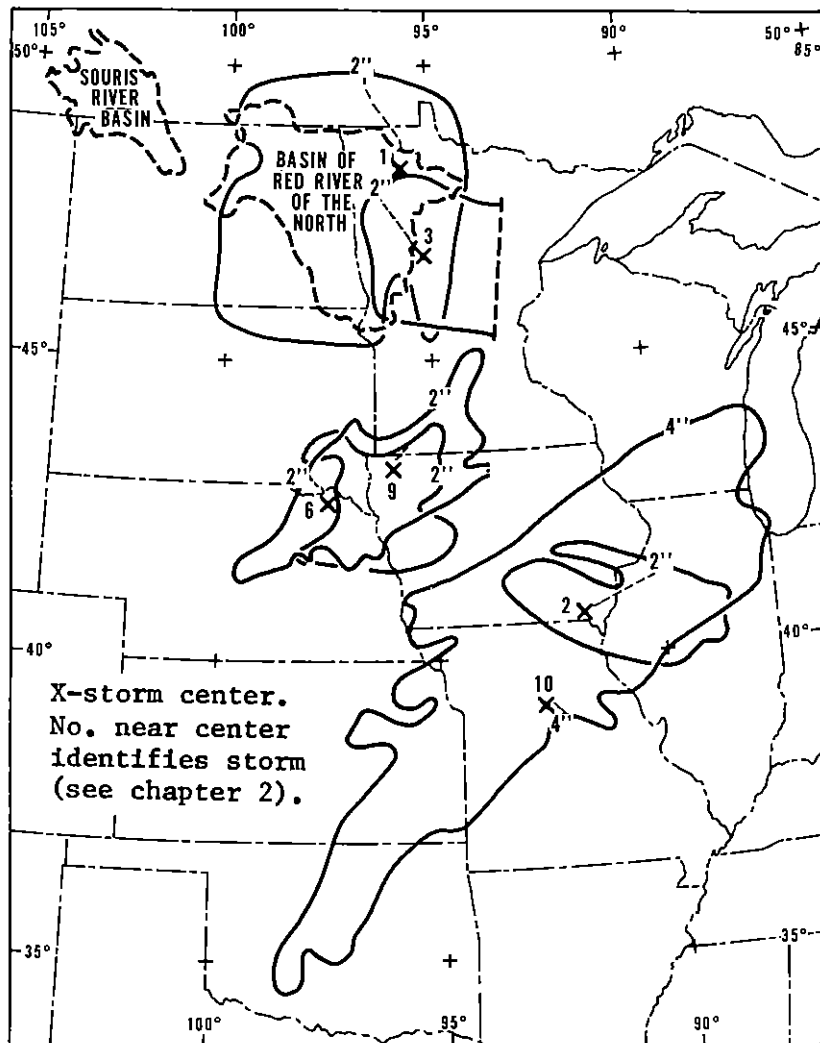 105°
100°
95°
90°
50°
85°
50°
SOURIS
RIVER
BASIN
2"
BASIN OF
RED RIVER
OF THE
NORTH
1
2"
3
45°
45°
2"
4"
2"
2"
9
6
2"
2
40°
40°
10
4"
X-storm center.
No. near center
identifies storm
(see chapter 2).
35°
35°
100°
95°
90°